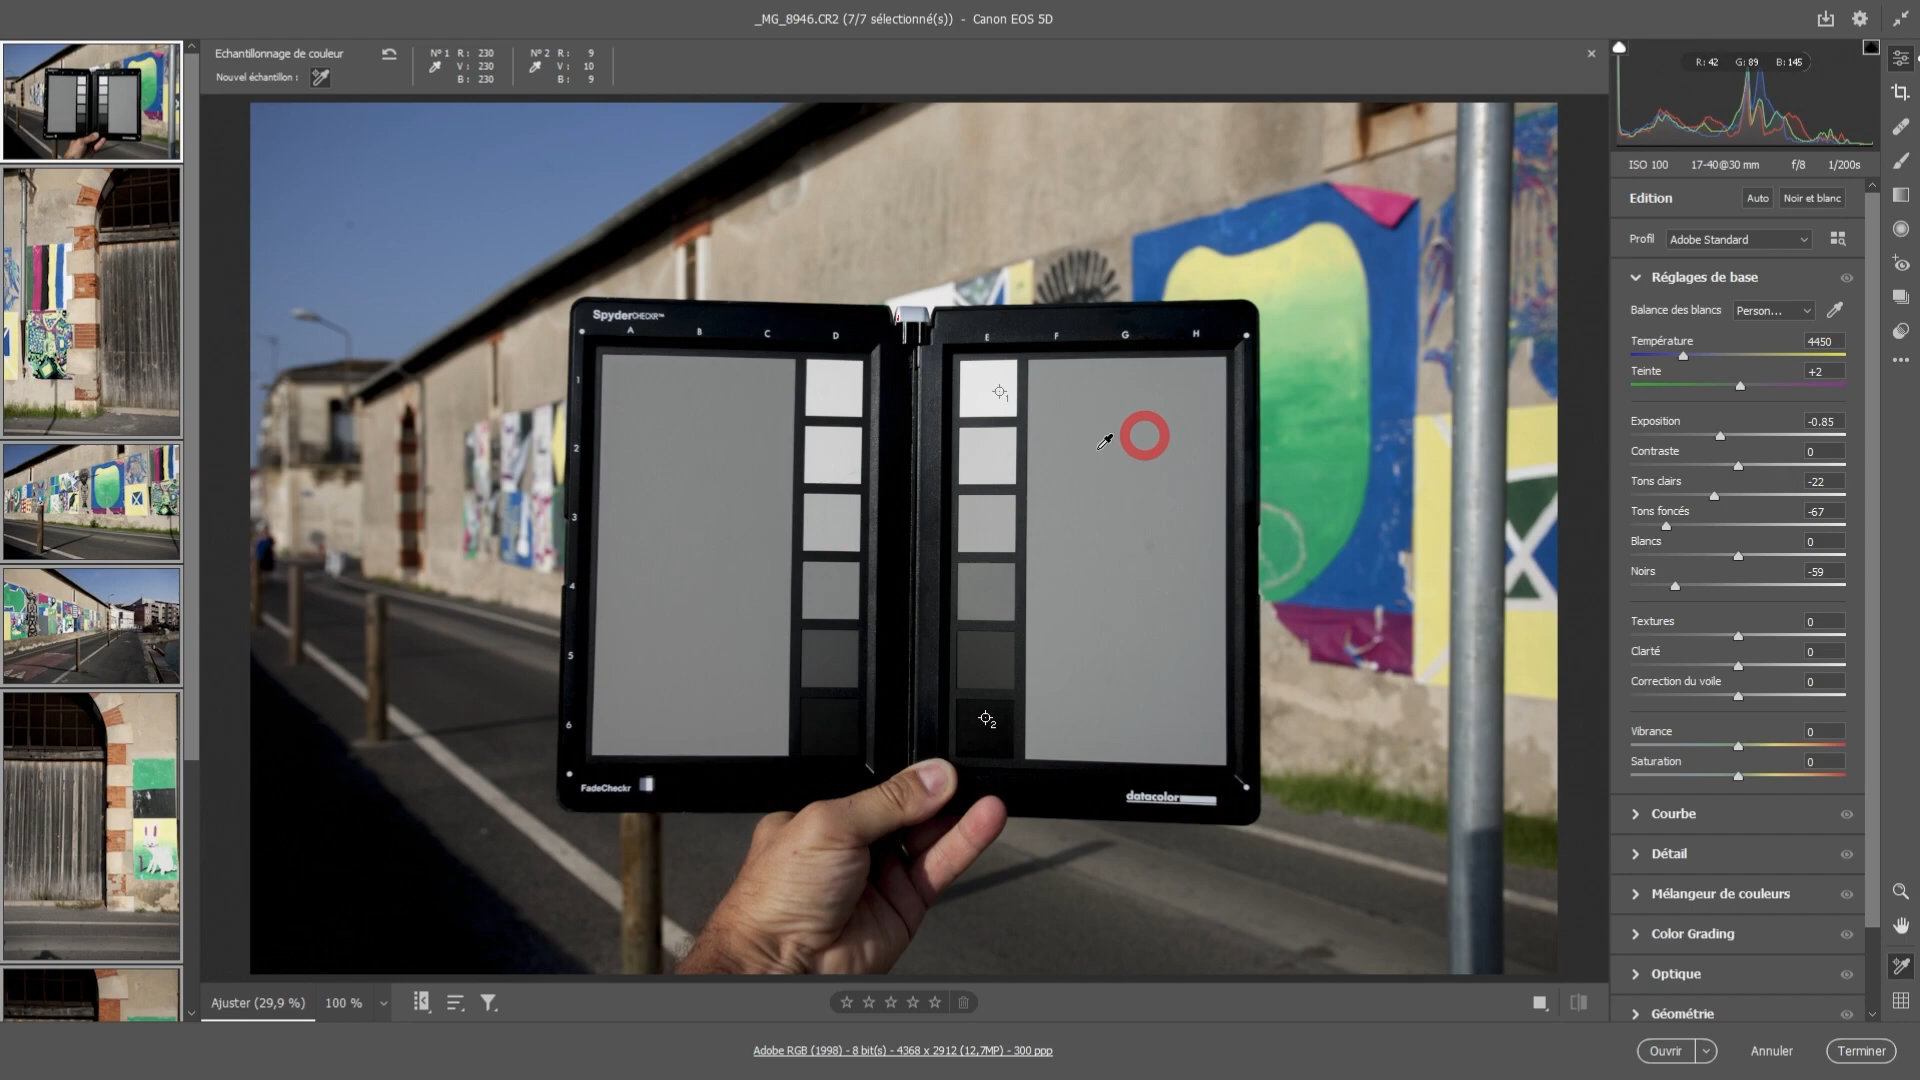 _MG_8946.CR2 (7/7 sélectionné(s)) - Canon EOS 5D
Echantillonnage de couleur
Nouvel échantillon :
Nº 1 R : 230
V : 230
B : 230
Nº 2 R : 9
V : 10
B : 9
R: 42 G: 89 B: 145
ISO 100 17-40@30 mm f/8 1/200s
Edition Auto Noir et blanc
Profil Adobe Standard
Réglages de base
Balance des blancs Person...
Température 4450
Teinte +2
Exposition -0.85
Contraste 0
Tons clairs -22
Tons foncés -67
Blancs 0
Noirs -59
Textures 0
Clarté 0
Correction du voile 0
Vibrance 0
Saturation 0
Courbe
Détail
Mélangeur de couleurs
Color Grading
Optique
Géométrie
SpyderCHECKR™
A B C D E F G H
1
2
3
4
5
6
1
2
FadeCheckr
datacolor
Ajuster (29,9 %) 100 %
Adobe RGB (1998) - 8 bit(s) - 4368 x 2912 (12,7MP) - 300 ppp
Ouvrir Annuler Terminer